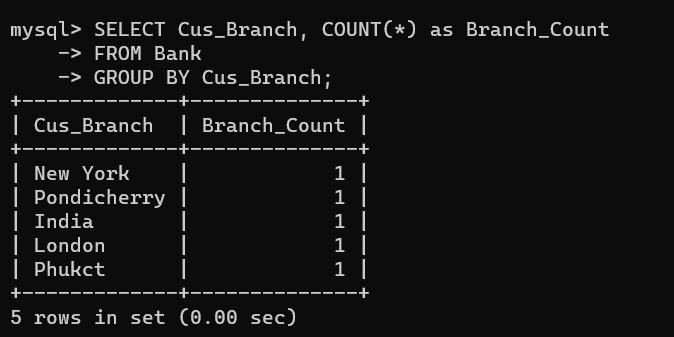 mysql> SELECT Cus_Branch, COUNT(*) as Branch_Count
    -> FROM Bank
    -> GROUP BY Cus_Branch;
+-------------+--------------+
| Cus_Branch  | Branch_Count |
+-------------+--------------+
| New York    |            1 |
| Pondicherry |            1 |
| India       |            1 |
| London      |            1 |
| Phukct      |            1 |
+-------------+--------------+
5 rows in set (0.00 sec)